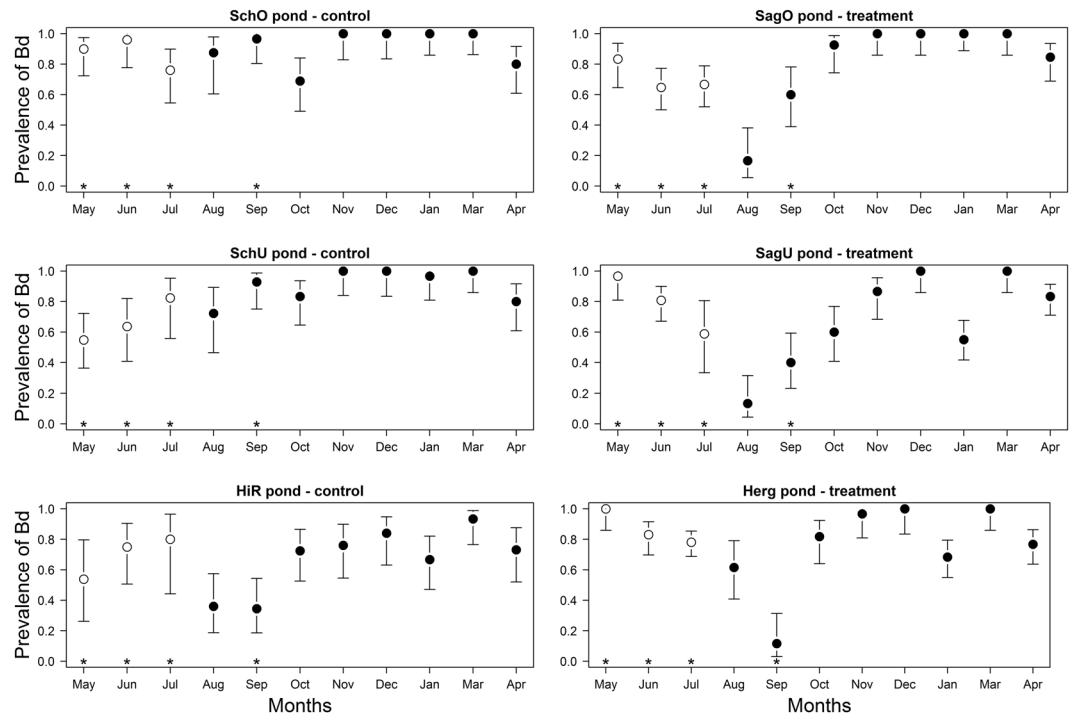 SchO pond - control
Prevalence of Bd
1.0
0.8
0.6
0.4
0.2
0.0
* * * *
May Jun Jul Aug Sep Oct Nov Dec Jan Mar Apr
SagO pond - treatment
1.0
0.8
0.6
0.4
0.2
0.0
* * * *
May Jun Jul Aug Sep Oct Nov Dec Jan Mar Apr
SchU pond - control
Prevalence of Bd
1.0
0.8
0.6
0.4
0.2
0.0
* * * *
May Jun Jul Aug Sep Oct Nov Dec Jan Mar Apr
SagU pond - treatment
1.0
0.8
0.6
0.4
0.2
0.0
* * * *
May Jun Jul Aug Sep Oct Nov Dec Jan Mar Apr
HiR pond - control
Prevalence of Bd
1.0
0.8
0.6
0.4
0.2
0.0
* * * *
May Jun Jul Aug Sep Oct Nov Dec Jan Mar Apr
Months
Herg pond - treatment
1.0
0.8
0.6
0.4
0.2
0.0
* * * *
May Jun Jul Aug Sep Oct Nov Dec Jan Mar Apr
Months